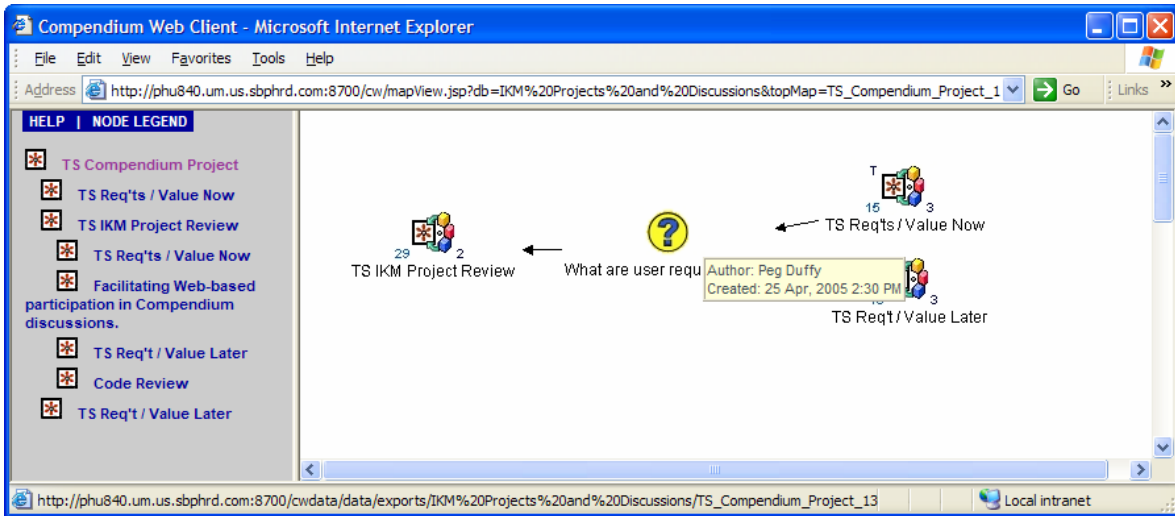 Compendium Web Client - Microsoft Internet Explorer
File Edit View Favorites Tools Help
Address http://phu840.um.us.sbphrd.com:8700/cw/mapView.jsp?db=IKM%20Projects%20and%20Discussions&topMap=TS_Compendium_Project_1 Go Links »
HELP | NODE LEGEND
TS Compendium Project
TS Req'ts / Value Now
TS IKM Project Review
TS Req'ts / Value Now
Facilitating Web-based
participation in Compendium
discussions.
TS Req't / Value Later
Code Review
TS Req't / Value Later
29 2
TS IKM Project Review
?
What are user requ
T
15 3
TS Req'ts / Value Now
Author: Peg Duffy
Created: 25 Apr, 2005 2:30 PM
3
TS Req't / Value Later
http://phu840.um.us.sbphrd.com:8700/cwdata/data/exports/IKM%20Projects%20and%20Discussions/TS_Compendium_Project_13 Local intranet